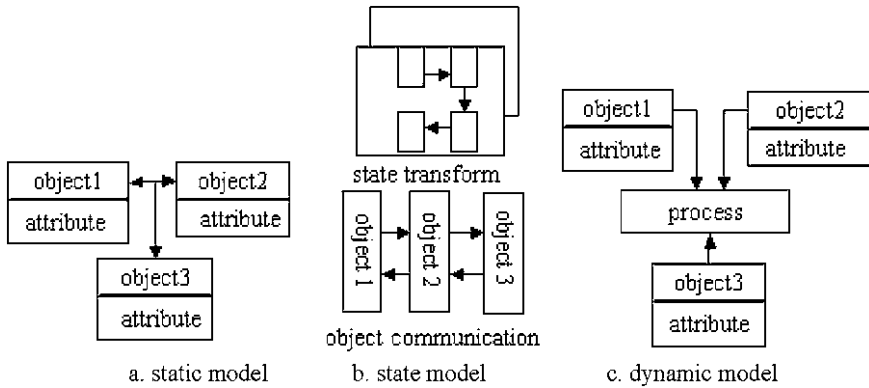 object1
attribute
object2
attribute
object3
attribute
a. static model
state transform
object 1
object 2
object 3
object communication
b. state model
object1
attribute
object2
attribute
process
object3
attribute
c. dynamic model